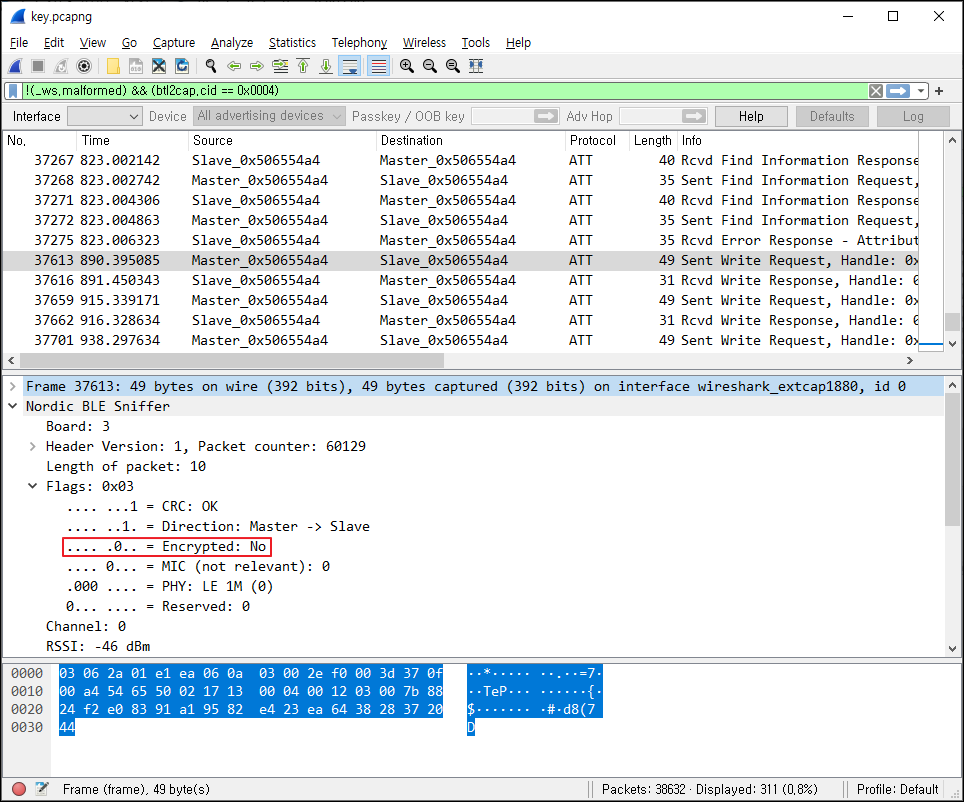 key.pcapng
File Edit View Go Capture Analyze Statistics Telephony Wireless Tools Help
!(_ws.malformed) && (btl2cap.cid == 0x0004)
Interface Device All advertising devices Passkey / OOB key Adv Hop Help Defaults Log
No. Time Source Destination Protocol Length Info
37267 823.002142 Slave_0x506554a4 Master_0x506554a4 ATT 40 Rcvd Find Information Response
37268 823.002742 Master_0x506554a4 Slave_0x506554a4 ATT 35 Sent Find Information Request,
37271 823.004306 Slave_0x506554a4 Master_0x506554a4 ATT 40 Rcvd Find Information Response
37272 823.004863 Master_0x506554a4 Slave_0x506554a4 ATT 35 Sent Find Information Request,
37275 823.006323 Slave_0x506554a4 Master_0x506554a4 ATT 35 Rcvd Error Response - Attribut
37613 890.395085 Master_0x506554a4 Slave_0x506554a4 ATT 49 Sent Write Request, Handle: 0x
37616 891.450343 Slave_0x506554a4 Master_0x506554a4 ATT 31 Rcvd Write Response, Handle: 0
37659 915.339171 Master_0x506554a4 Slave_0x506554a4 ATT 49 Sent Write Request, Handle: 0x
37662 916.328634 Slave_0x506554a4 Master_0x506554a4 ATT 31 Rcvd Write Response, Handle: 0
37701 938.297634 Master_0x506554a4 Slave_0x506554a4 ATT 49 Sent Write Request, Handle: 0x
Frame 37613: 49 bytes on wire (392 bits), 49 bytes captured (392 bits) on interface wireshark_extcap1880, id 0
Nordic BLE Sniffer
Board: 3
Header Version: 1, Packet counter: 60129
Length of packet: 10
Flags: 0x03
.... ...1 = CRC: OK
.... ..1. = Direction: Master -> Slave
.... .0.. = Encrypted: No
.... 0... = MIC (not relevant): 0
.000 .... = PHY: LE 1M (0)
0... .... = Reserved: 0
Channel: 0
RSSI: -46 dBm
0000 03 06 2a 01 e1 ea 06 0a 03 00 2e f0 00 3d 37 0f ··*····· ··.··=7·
0010 00 a4 54 65 50 02 17 13 00 04 00 12 03 00 7b 88 ··TeP··· ······{·
0020 24 f2 e0 83 91 a1 95 82 e4 23 ea 64 38 28 37 20 $······· ·#·d8(7
0030 44 D
Frame (frame), 49 byte(s) Packets: 38632 · Displayed: 311 (0.8%) Profile: Default